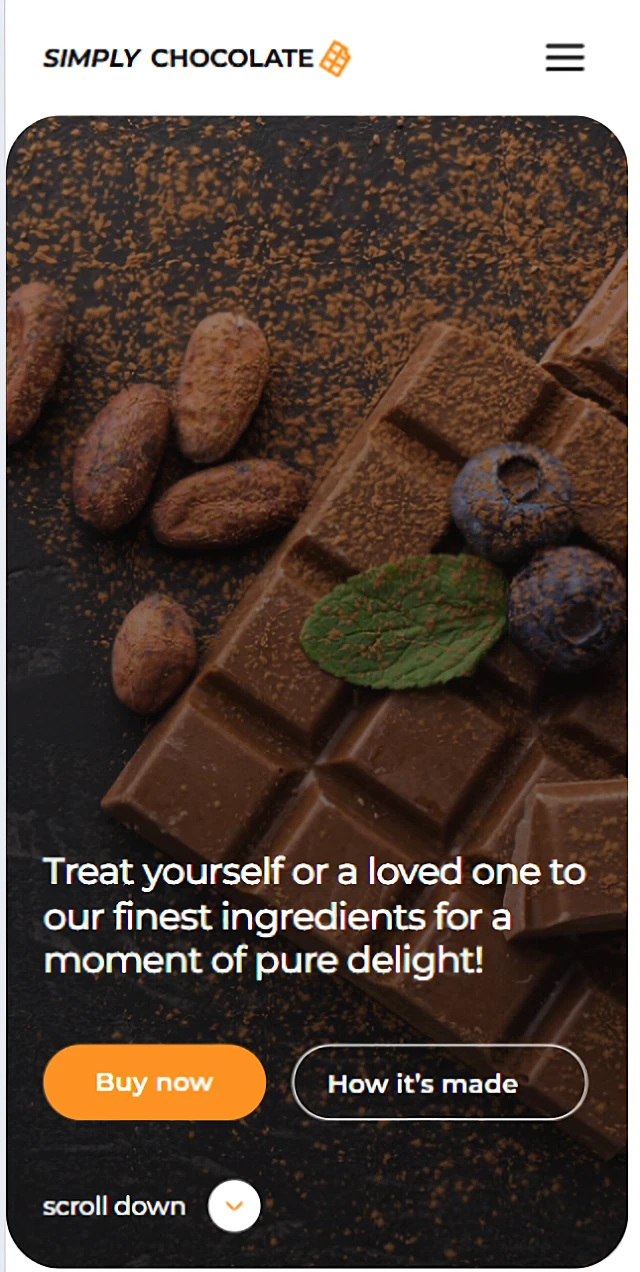 SIMPLY CHOCOLATE
Treat yourself or a loved one to
our finest ingredients for a
moment of pure delight!
Buy now
How it's made
scroll down